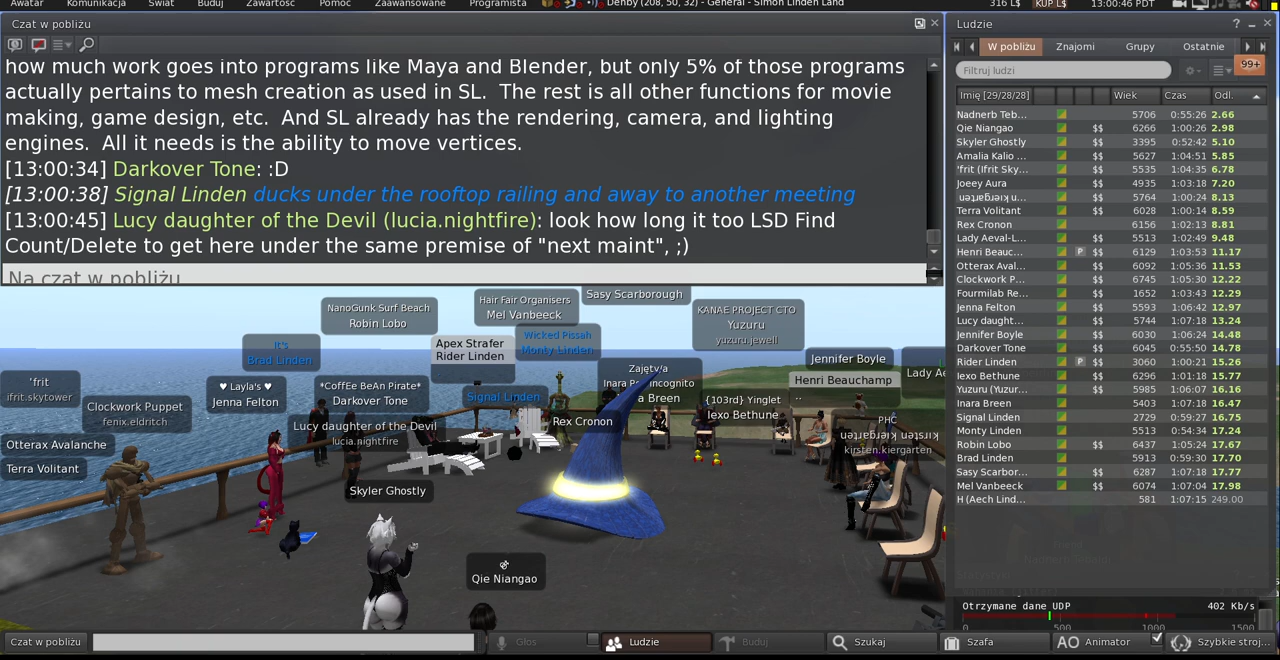 Awatar Komunikacja Świat Buduj Zawartość Pomoc Zaawansowane Programista Denby (208, 50, 32) - General - Simon Linden Land 316 L$ KUP L$ 13:00:46 PDT
Czat w pobliżu
how much work goes into programs like Maya and Blender, but only 5% of those programs
actually pertains to mesh creation as used in SL.  The rest is all other functions for movie
making, game design, etc.  And SL already has the rendering, camera, and lighting
engines.  All it needs is the ability to move vertices.
[13:00:34] Darkover Tone: :D
[13:00:38] Signal Linden ducks under the rooftop railing and away to another meeting
[13:00:45] Lucy daughter of the Devil (lucia.nightfire): look how long it too LSD Find
Count/Delete to get here under the same premise of "next maint", ;)
Na czat w pobliżu
Sasy Scarborough
Hair Fair Organisers
Mel Vanbeeck
NanoGunk Surf Beach
Robin Lobo
KANAE PROJECT CTO
Yuzuru
yuzuru.jewell
Wicked Pissah
Monty Linden
Apex Strafer
Rider Linden
It's
Brad Linden
Jennifer Boyle
Lady Ae
Zajęty/a
Henri Beauchamp
'frit
ifrit.skytower
♥ Layla's ♥
Jenna Felton
*CoffEe BeAn Pirate*
Darkover Tone
Signal Linden
{103rd} Yinglet
Iexo Bethune
Clockwork Puppet
fenix.eldritch
Rex Cronon
Lucy daughter of the Devil
lucia.nightfire
PHC
kirsten.kiergarten
Otterax Avalanche
Terra Volitant
Skyler Ghostly
Qie Niangao
Czat w pobliżu Głos Ludzie Buduj Szukaj Szafa AO Animator Szybkie stroj...
Ludzie
W pobliżu Znajomi Grupy Ostatnie
99+
Filtruj ludzi
Imię [29/28/28] Wiek Czas Odl.
Nadnerb Teb... 5706 0:55:26 2.66
Qie Niangao $$ 6266 1:00:26 2.98
Skyler Ghostly $$ 3395 0:52:42 5.10
Amalia Kalio ... $$ 5627 1:04:51 5.85
'frit (Ifrit Sky... $$ 5535 1:04:35 6.78
Joeey Aura $$ 4935 1:03:18 7.20
$$ 5764 1:00:24 8.13
Terra Volitant $$ 6028 1:00:14 8.59
Rex Cronon 6156 1:02:13 8.81
Lady Aeval-L... $$ 5513 1:02:49 9.48
Henri Beauc... P $$ 6129 1:03:53 11.17
Otterax Aval... $$ 6092 1:05:36 11.53
Clockwork P... $$ 6745 1:05:30 12.22
Fourmilab Re... $$ 1652 1:03:43 12.29
Jenna Felton $$ 5593 1:06:42 12.97
Lucy daught... $$ 5744 1:07:18 13.24
Jennifer Boyle $$ 6030 1:06:24 14.48
Darkover Tone $$ 6045 0:55:50 14.78
Rider Linden P $$ 3060 1:00:21 15.26
Iexo Bethune $$ 6296 1:01:18 15.77
Yuzuru (Yuzur... $$ 5985 1:06:07 16.16
Inara Breen 5403 1:07:18 16.47
Signal Linden 2729 0:59:27 16.75
Monty Linden 5513 0:54:34 17.24
Robin Lobo $$ 6437 1:05:24 17.67
Brad Linden 5913 0:59:30 17.70
Sasy Scarbor... $$ 6287 1:07:18 17.77
Mel Vanbeeck $$ 6074 1:07:04 17.98
H (Aech Lind... 581 1:07:15 249.00
Otrzymane dane UDP 402 Kb/s
0 500 1000 1500